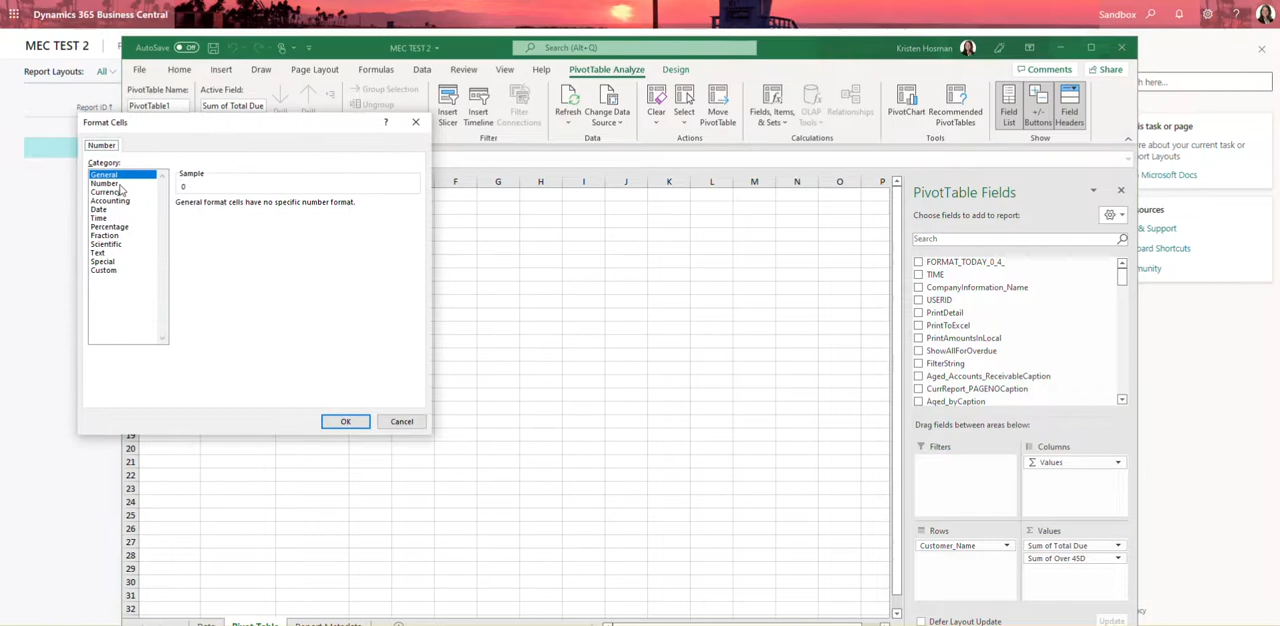 Dynamics 365 Business Central
Sandbox
MEC TEST 2
Report Layouts: All
Report ID ↑
AutoSave Off
MEC TEST 2
Search (Alt+Q)
Kristen Hosman
File Home Insert Draw Page Layout Formulas Data Review View Help PivotTable Analyze Design
Comments
Share
PivotTable Name:
PivotTable1
Active Field:
Sum of Total Due
Group Selection
Ungroup
Insert Slicer
Insert Timeline
Filter Connections
Filter
Refresh
Change Data Source
Data
Clear
Select
Move PivotTable
Actions
Fields, Items, & Sets
OLAP Tools
Relationships
Calculations
PivotChart
Recommended PivotTables
Tools
Field List
+/- Buttons
Field Headers
Show
Format Cells
?
Number
Category:
General
Number
Currency
Accounting
Date
Time
Percentage
Fraction
Scientific
Text
Special
Custom
Sample
0
General format cells have no specific number format.
OK
Cancel
F G H I J K L M N O P
19
20
21
22
23
24
25
26
27
28
29
30
31
32
PivotTable Fields
Choose fields to add to report:
Search
FORMAT_TODAY_0_4_
TIME
CompanyInformation_Name
USERID
PrintDetail
PrintToExcel
PrintAmountsInLocal
ShowAllForOverdue
FilterString
Aged_Accounts_ReceivableCaption
CurrReport_PAGENOCaption
Aged_byCaption
Drag fields between areas below:
Filters
Columns
Σ Values
Rows
Customer_Name
Σ Values
Sum of Total Due
Sum of Over 45D
Defer Layout Update
Update
Data
Pivot Table
Report Metadata
here...
is task or page
re about your current task or
ort Layouts
Microsoft Docs
sources
& Support
oard Shortcuts
munity